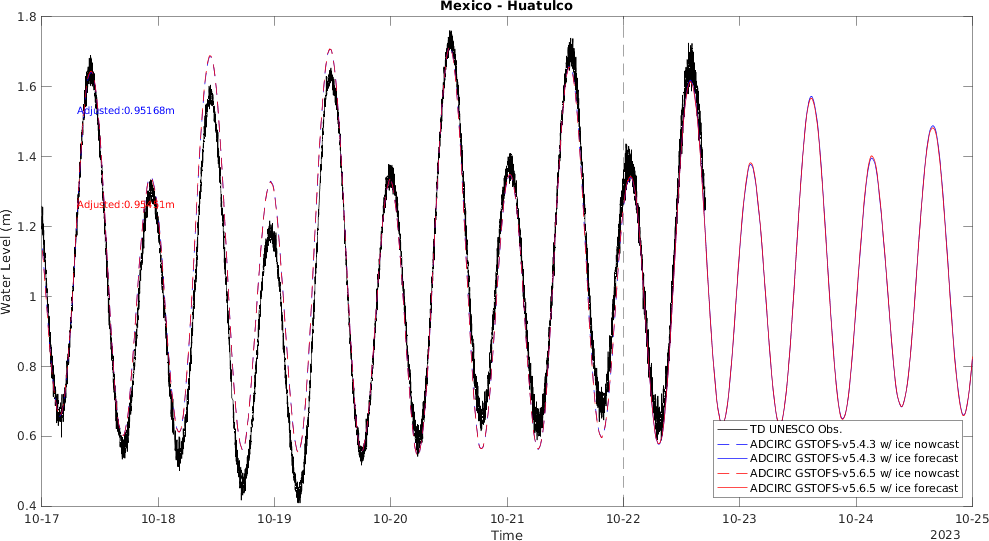 Mexico - Huatulco
1.8
1.6
1.4
1.2
1
0.8
0.6
0.4
Water Level (m)
Adjusted:0.95168m
TD UNESCO Obs.
ADCIRC GSTOFS-v5.4.3 w/ ice nowcast
ADCIRC GSTOFS-v5.4.3 w/ ice forecast
ADCIRC GSTOFS-v5.6.5 w/ ice nowcast
ADCIRC GSTOFS-v5.6.5 w/ ice forecast
10-17 10-18 10-19 10-20 10-21 10-22 10-23 10-24 10-25
Time
2023